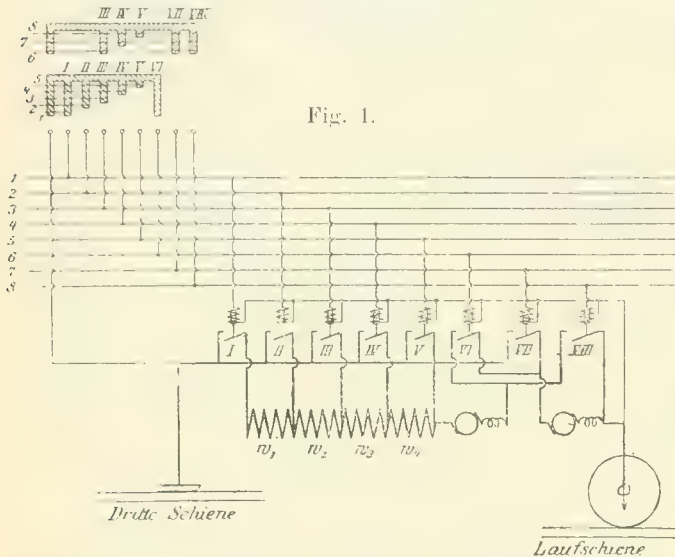 III IV V VII VIII
8
7
6
I II III IV V VI
5
4
3
2
1
Fig. 1.
1
2
3
4
5
6
7
8
I II III IV V VI VII XIII
w1 w2 w3 w4
Dritte Schiene
Laufschiene